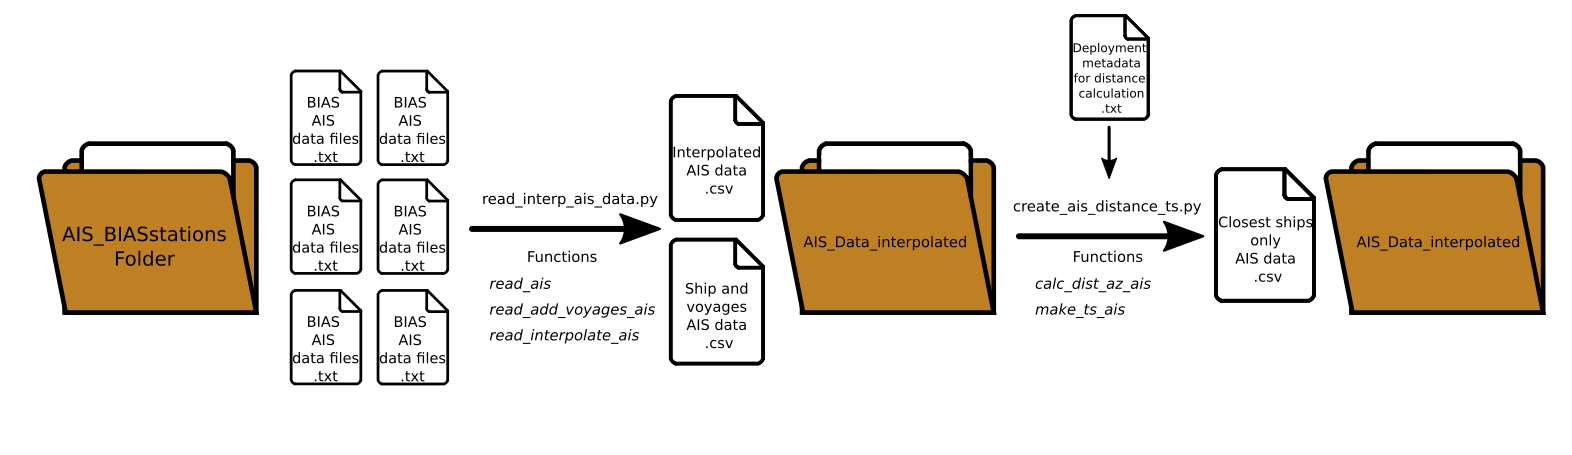 AIS_BIASstations
Folder
BIAS
AIS
data files
.txt
BIAS
AIS
data files
.txt
BIAS
AIS
data files
.txt
BIAS
AIS
data files
.txt
BIAS
AIS
data files
.txt
BIAS
AIS
data files
.txt
read_interp_ais_data.py
Functions
read_ais
read_add_voyages_ais
read_interpolate_ais
Interpolated
AIS data
.csv
Ship and
voyages
AIS data
.csv
AIS_Data_interpolated
Deployment
metadata
for distance
calculation
.txt
create_ais_distance_ts.py
Functions
calc_dist_az_ais
make_ts_ais
Closest ships
only
AIS data
.csv
AIS_Data_interpolated